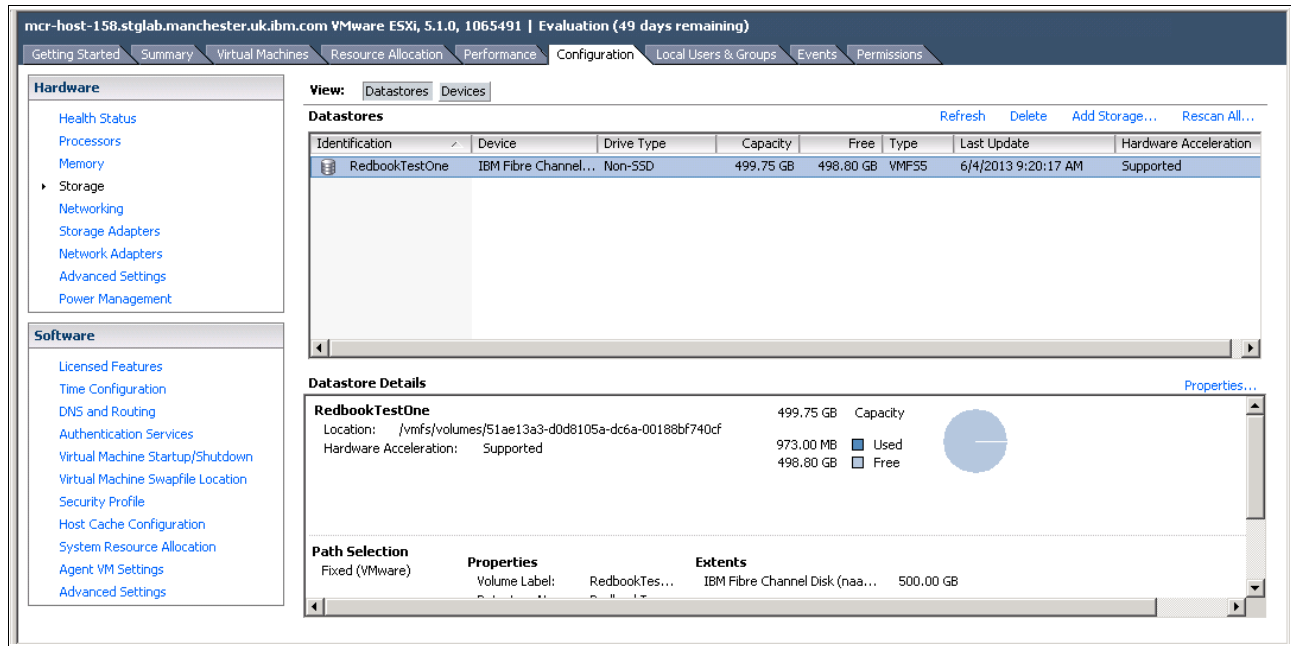 mcr-host-158.stglab.manchester.uk.ibm.com VMware ESXi, 5.1.0, 1065491 | Evaluation (49 days remaining)
Getting Started Summary Virtual Machines Resource Allocation Performance Configuration Local Users & Groups Events Permissions
Hardware
Health Status
Processors
Memory
Storage
Networking
Storage Adapters
Network Adapters
Advanced Settings
Power Management
Software
Licensed Features
Time Configuration
DNS and Routing
Authentication Services
Virtual Machine Startup/Shutdown
Virtual Machine Swapfile Location
Security Profile
Host Cache Configuration
System Resource Allocation
Agent VM Settings
Advanced Settings
View: Datastores Devices
Datastores Refresh Delete Add Storage... Rescan All...
Identification Device Drive Type Capacity Free Type Last Update Hardware Acceleration
RedbookTestOne IBM Fibre Channel... Non-SSD 499.75 GB 498.80 GB VMFS5 6/4/2013 9:20:17 AM Supported
Datastore Details Properties...
RedbookTestOne 499.75 GB Capacity
Location: /vmfs/volumes/51ae13a3-d0d8105a-dc6a-00188bf740cf
Hardware Acceleration: Supported
973.00 MB Used
498.80 GB Free
Path Selection
Fixed (VMware)
Properties
Volume Label: RedbookTes...
Extents
IBM Fibre Channel Disk (naa... 500.00 GB